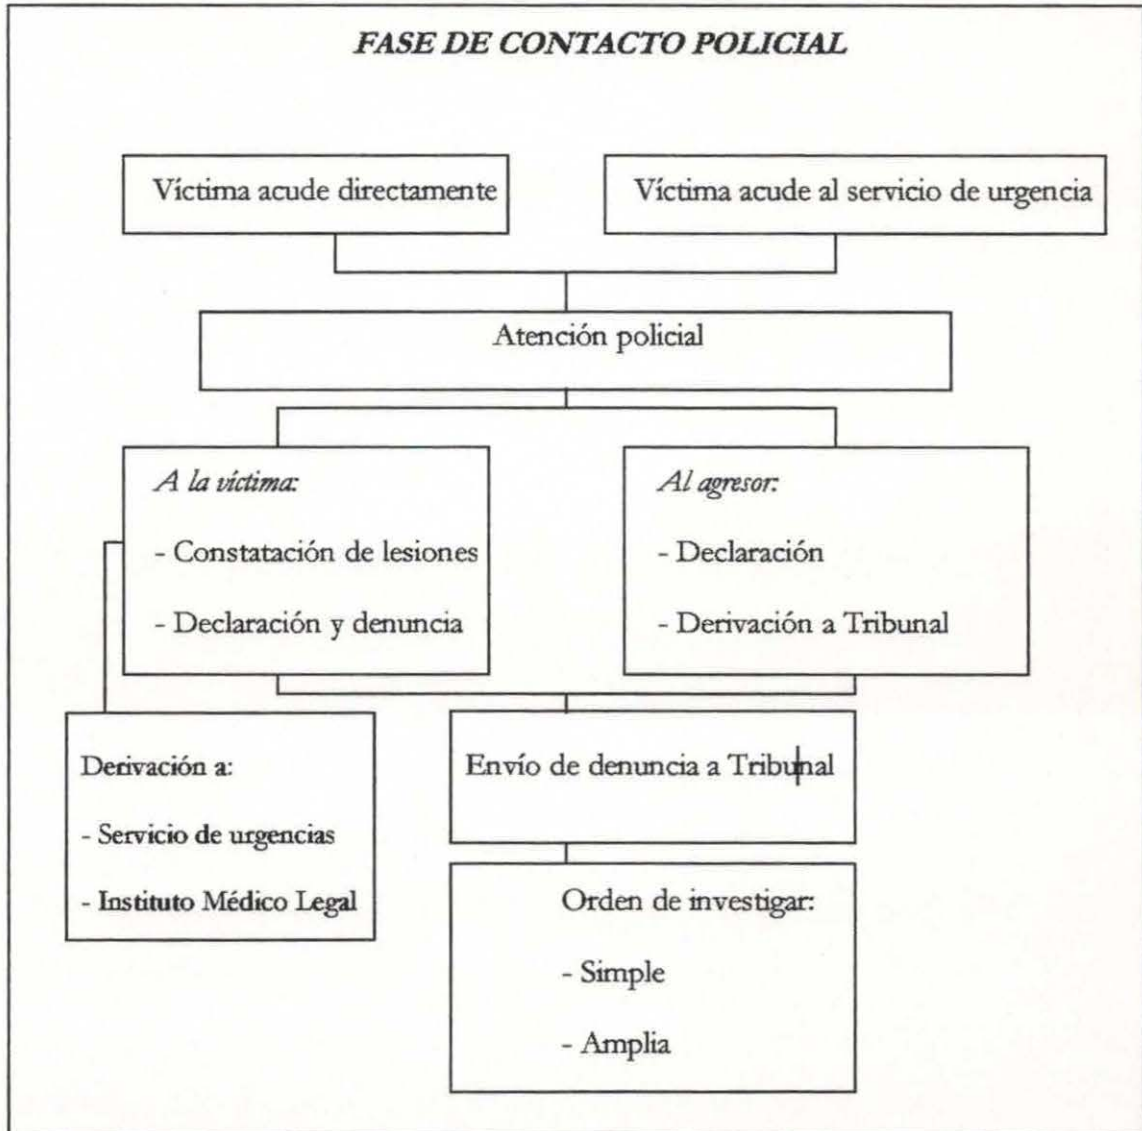 FASE DE CONTACTO POLICIAL
Víctima acude directamente
Víctima acude al servicio de urgencia
Atención policial
A la víctima:
- Constatación de lesiones
- Declaración y denuncia
Al agresor:
- Declaración
- Derivación a Tribunal
Derivación a:
- Servicio de urgencias
- Instituto Médico Legal
Envío de denuncia a Tribunal
Orden de investigar:
- Simple
- Amplia